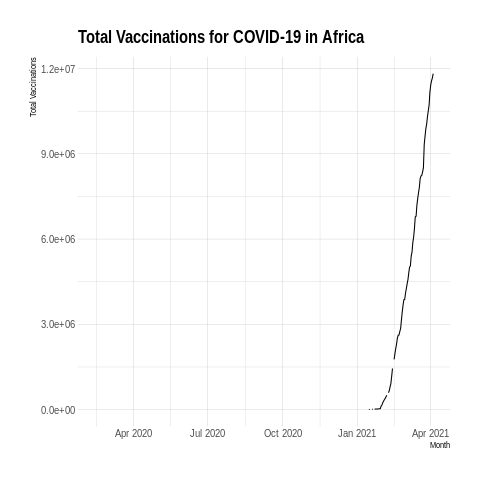 Total Vaccinations for COVID-19 in Africa
Total Vaccinations
1.2e+07
9.0e+06
6.0e+06
3.0e+06
0.0e+00
Apr 2020 Jul 2020 Oct 2020 Jan 2021 Apr 2021
Month